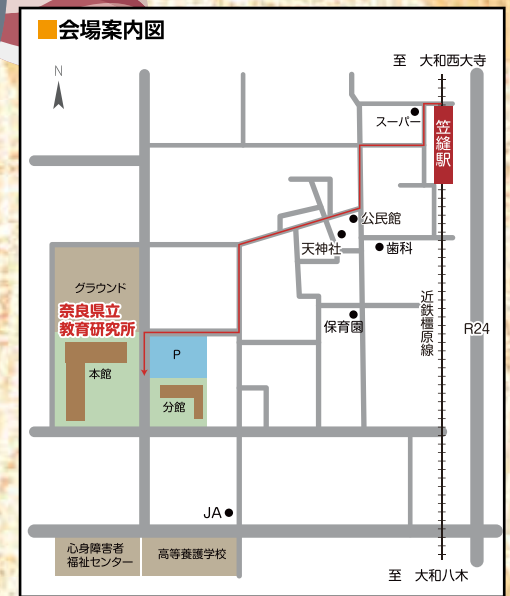 ■会場案内図
至 大和西大寺
N
スーパー
笠縫駅
公民館
天神社
歯科
グラウンド
奈良県立
教育研究所
近鉄橿原線
保育園
R24
P
本館
分館
JA
心身障害者
福祉センター
高等養護学校
至 大和八木